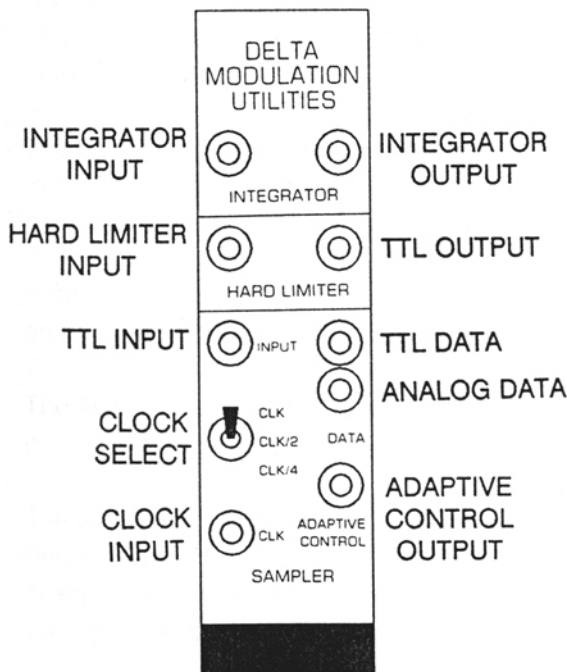 DELTA
MODULATION
UTILITIES
INTEGRATOR
INPUT
INTEGRATOR
OUTPUT
INTEGRATOR
HARD LIMITER
INPUT
TTL OUTPUT
HARD LIMITER
TTL INPUT
INPUT
TTL DATA
ANALOG DATA
CLOCK
SELECT
CLK
CLK/2
CLK/4
DATA
CLOCK
INPUT
CLK
ADAPTIVE
CONTROL
ADAPTIVE
CONTROL
OUTPUT
SAMPLER